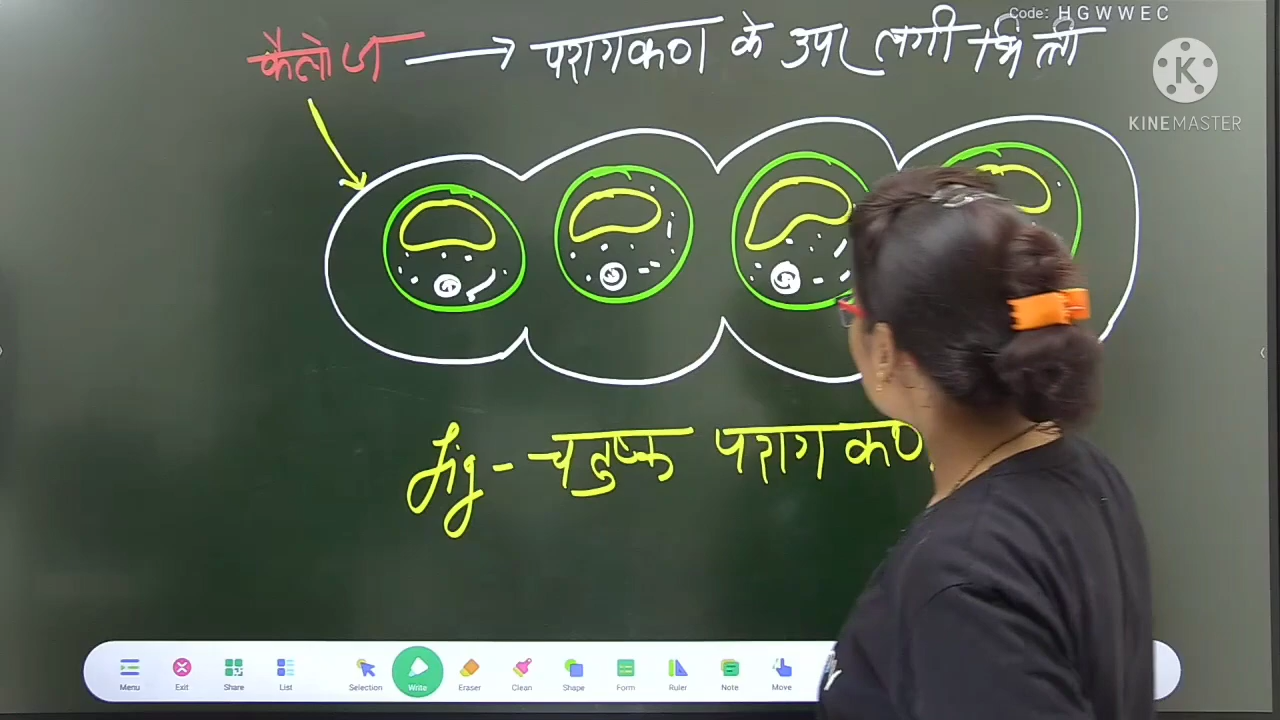 Code: HGWWEC
कैलोज → परागकण के उपर लगी झिली
K
KINEMASTER
fig - चतुष्क परागकण
Menu Exit Share List Selection Write Eraser Clean Shape Form Ruler Note Move